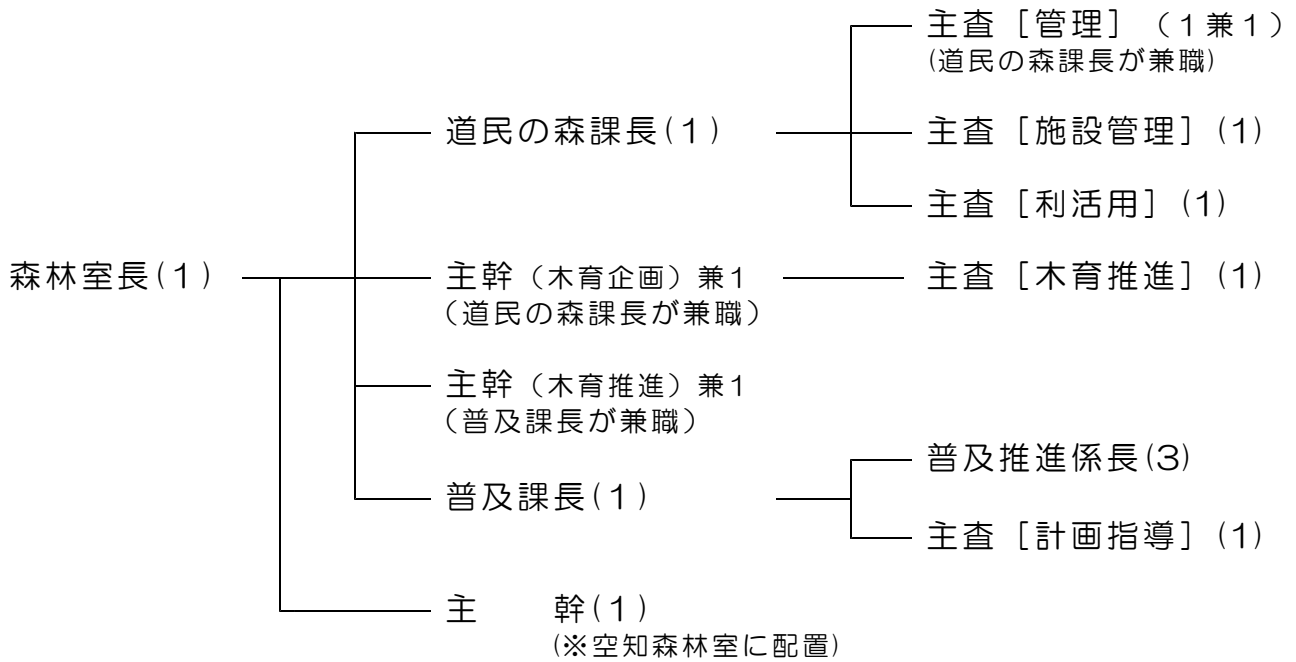 主査［管理］（１兼１）
(道民の森課長が兼職)
道民の森課長(１)
主査［施設管理］(1)
主査［利活用］(1)
森林室長(１)
主幹（木育企画）兼1
（道民の森課長が兼職）
主査［木育推進］(1)
主幹（木育推進）兼1
（普及課長が兼職）
普及推進係長(3)
普及課長(１)
主査［計画指導］(1)
主　　幹(１)
(※空知森林室に配置)